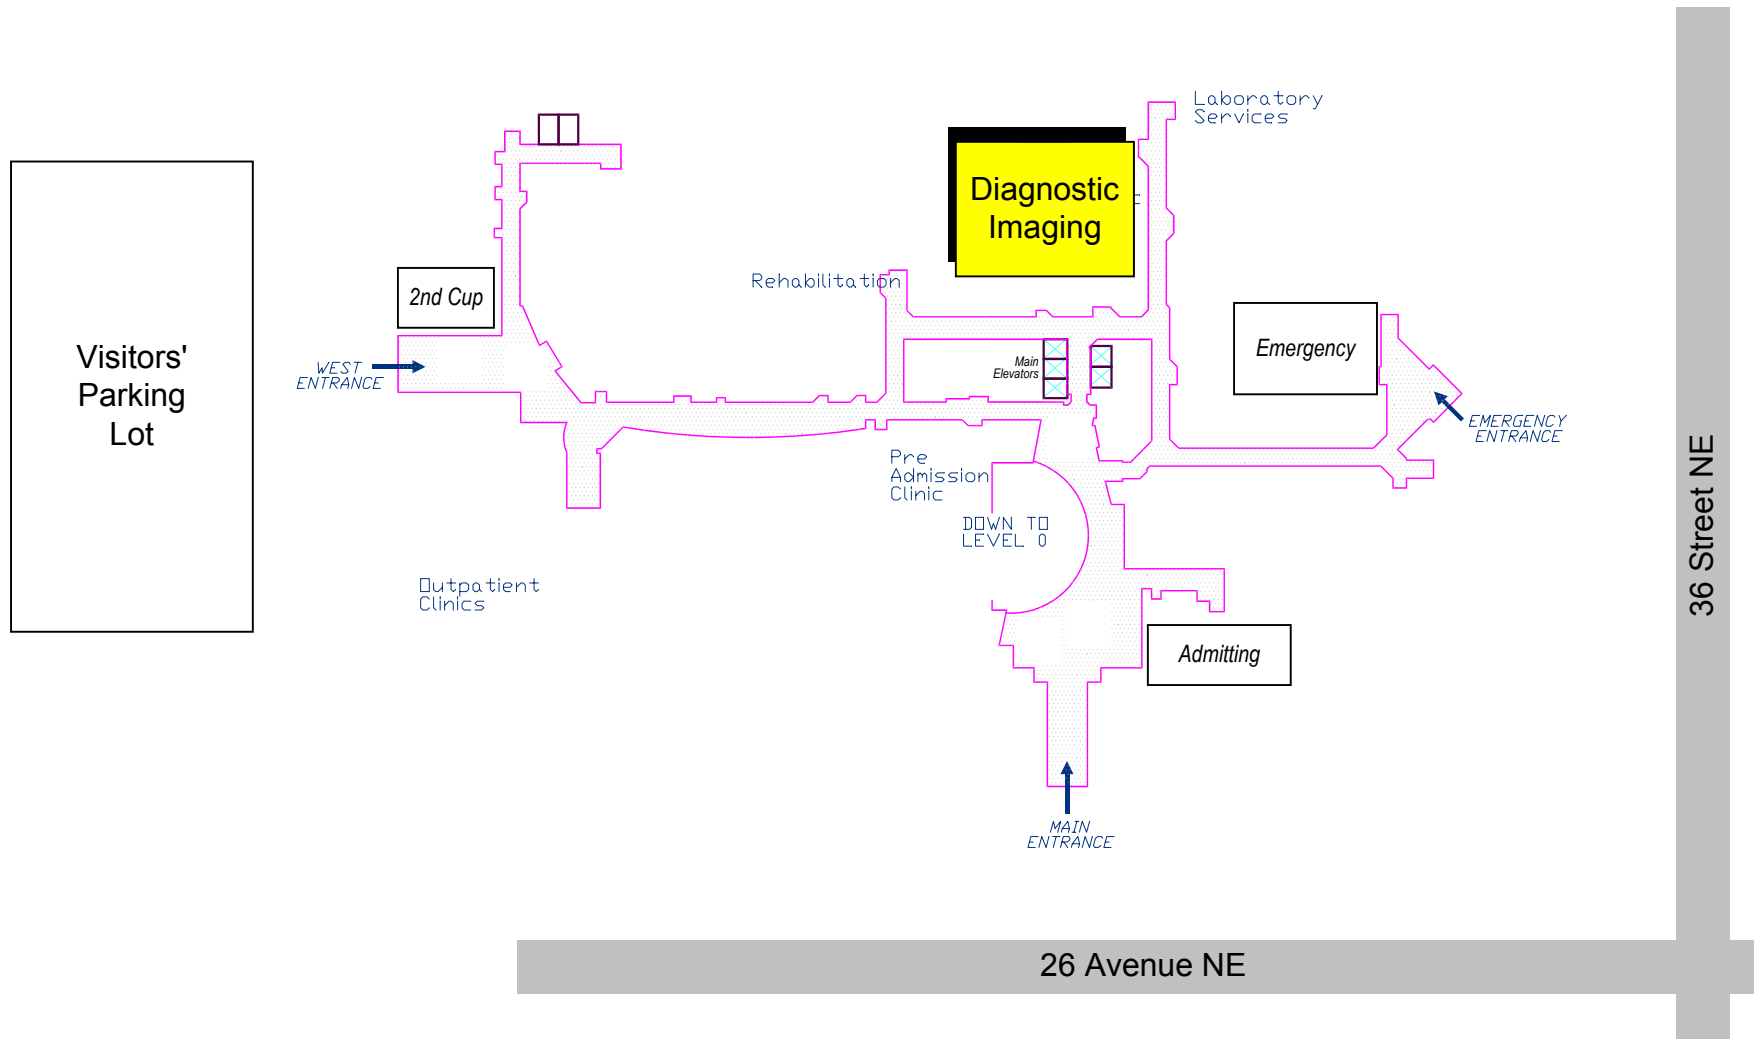 Laboratory
Services
Diagnostic
Imaging
Rehabilitation
2nd Cup
Visitors'
Parking
Lot
WEST
ENTRANCE
Main
Elevators
Emergency
EMERGENCY
ENTRANCE
Pre
Admission
Clinic
DOWN TO
LEVEL 0
Outpatient
Clinics
Admitting
MAIN
ENTRANCE
36 Street NE
26 Avenue NE